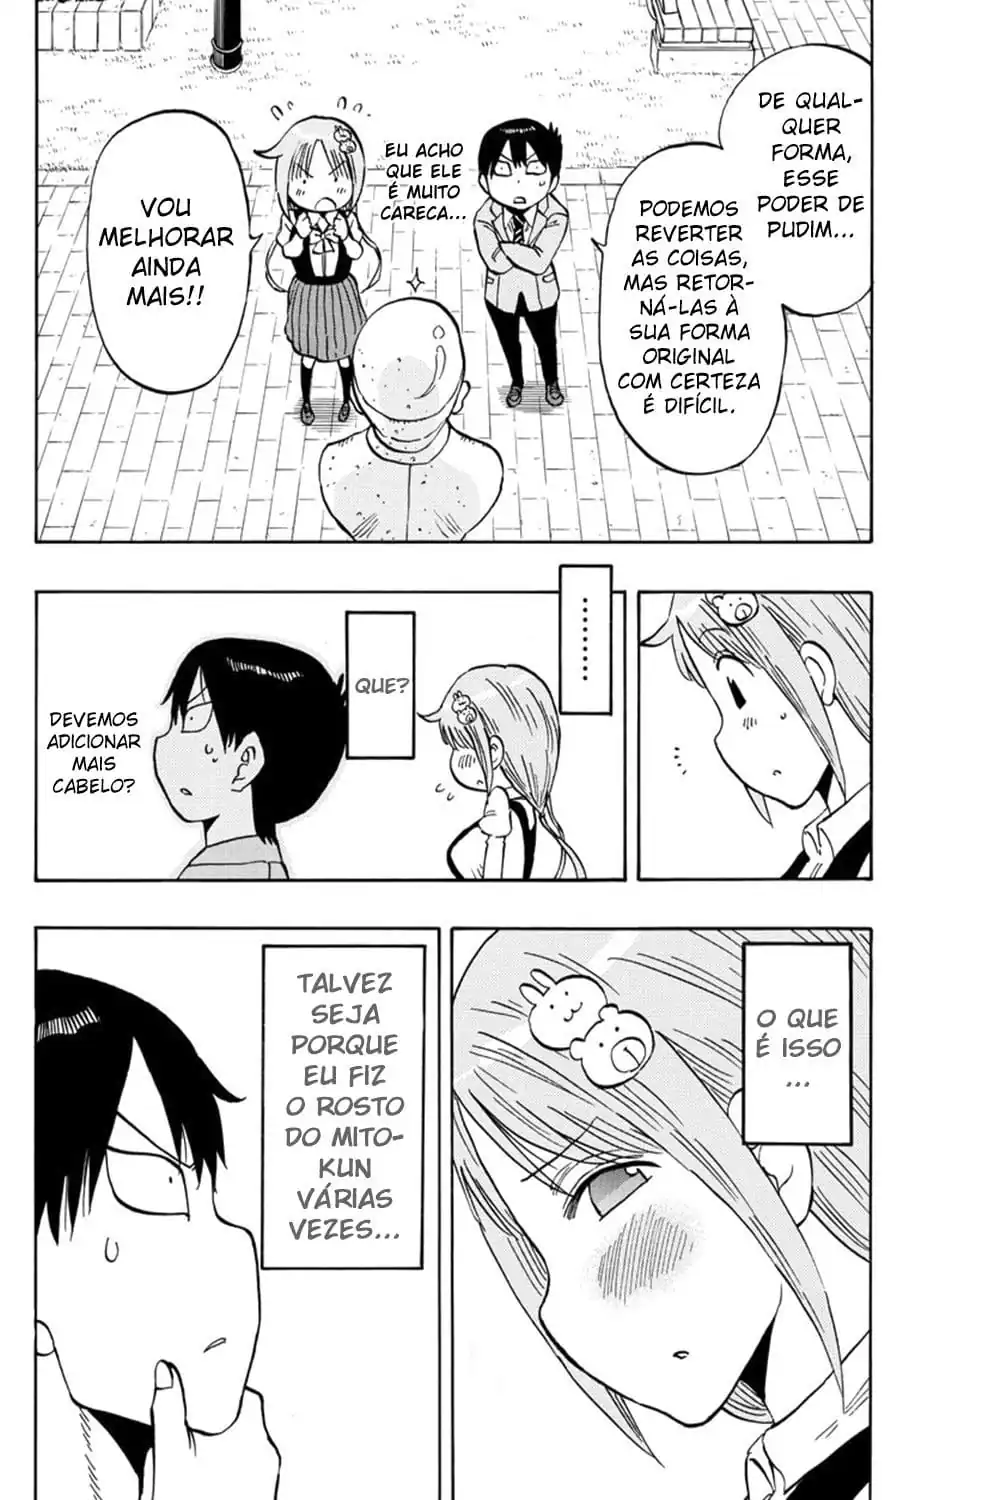 DE QUAL-
QUER
FORMA,
ESSE
PODER DE
PUDIM...
PODEMOS
REVERTER
AS COISAS,
MAS RETOR-
NÁ-LAS À
SUA FORMA
ORIGINAL
COM CERTEZA
É DIFÍCIL.
EU ACHO
QUE ELE
É MUITO
CARECA...
VOU
MELHORAR
AINDA
MAIS!!
.........
QUE?
DEVEMOS
ADICIONAR
MAIS
CABELO?
O QUE
É ISSO
...
TALVEZ
SEJA
PORQUE
EU FIZ
O ROSTO
DO MITO-
KUN
VÁRIAS
VEZES...